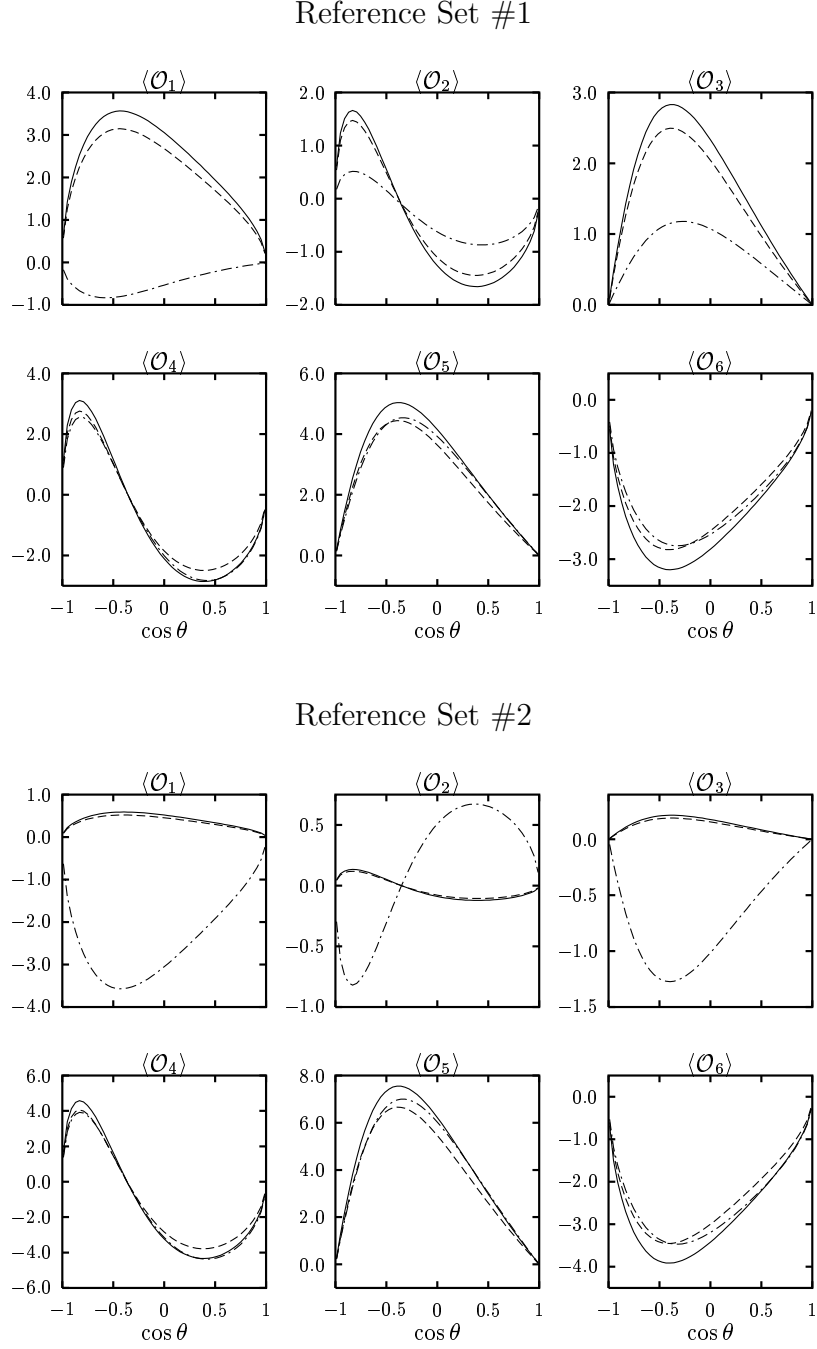 Reference Set #1
⟨𝒪₁⟩ ⟨𝒪₂⟩ ⟨𝒪₃⟩
4.0 2.0 3.0
3.0
1.0 2.0
2.0
0.0
1.0
1.0
−1.0
0.0
−1.0 −2.0 0.0
⟨𝒪₄⟩ ⟨𝒪₅⟩ ⟨𝒪₆⟩
4.0 6.0
0.0
2.0 4.0
−1.0
0.0 2.0 −2.0
−2.0 0.0 −3.0
−1 −0.5 0 0.5 1 −1 −0.5 0 0.5 1 −1 −0.5 0 0.5 1
cos θ cos θ cos θ
Reference Set #2
⟨𝒪₁⟩ ⟨𝒪₂⟩ ⟨𝒪₃⟩
1.0
0.5
0.0 0.0
−1.0 0.0 −0.5
−2.0
−0.5 −1.0
−3.0
−4.0 −1.0 −1.5
⟨𝒪₄⟩ ⟨𝒪₅⟩ ⟨𝒪₆⟩
6.0 8.0
0.0
4.0
6.0
−1.0
2.0
4.0
0.0 −2.0
−2.0 2.0
−3.0
−4.0
0.0 −4.0
−6.0
−1 −0.5 0 0.5 1 −1 −0.5 0 0.5 1 −1 −0.5 0 0.5 1
cos θ cos θ cos θ